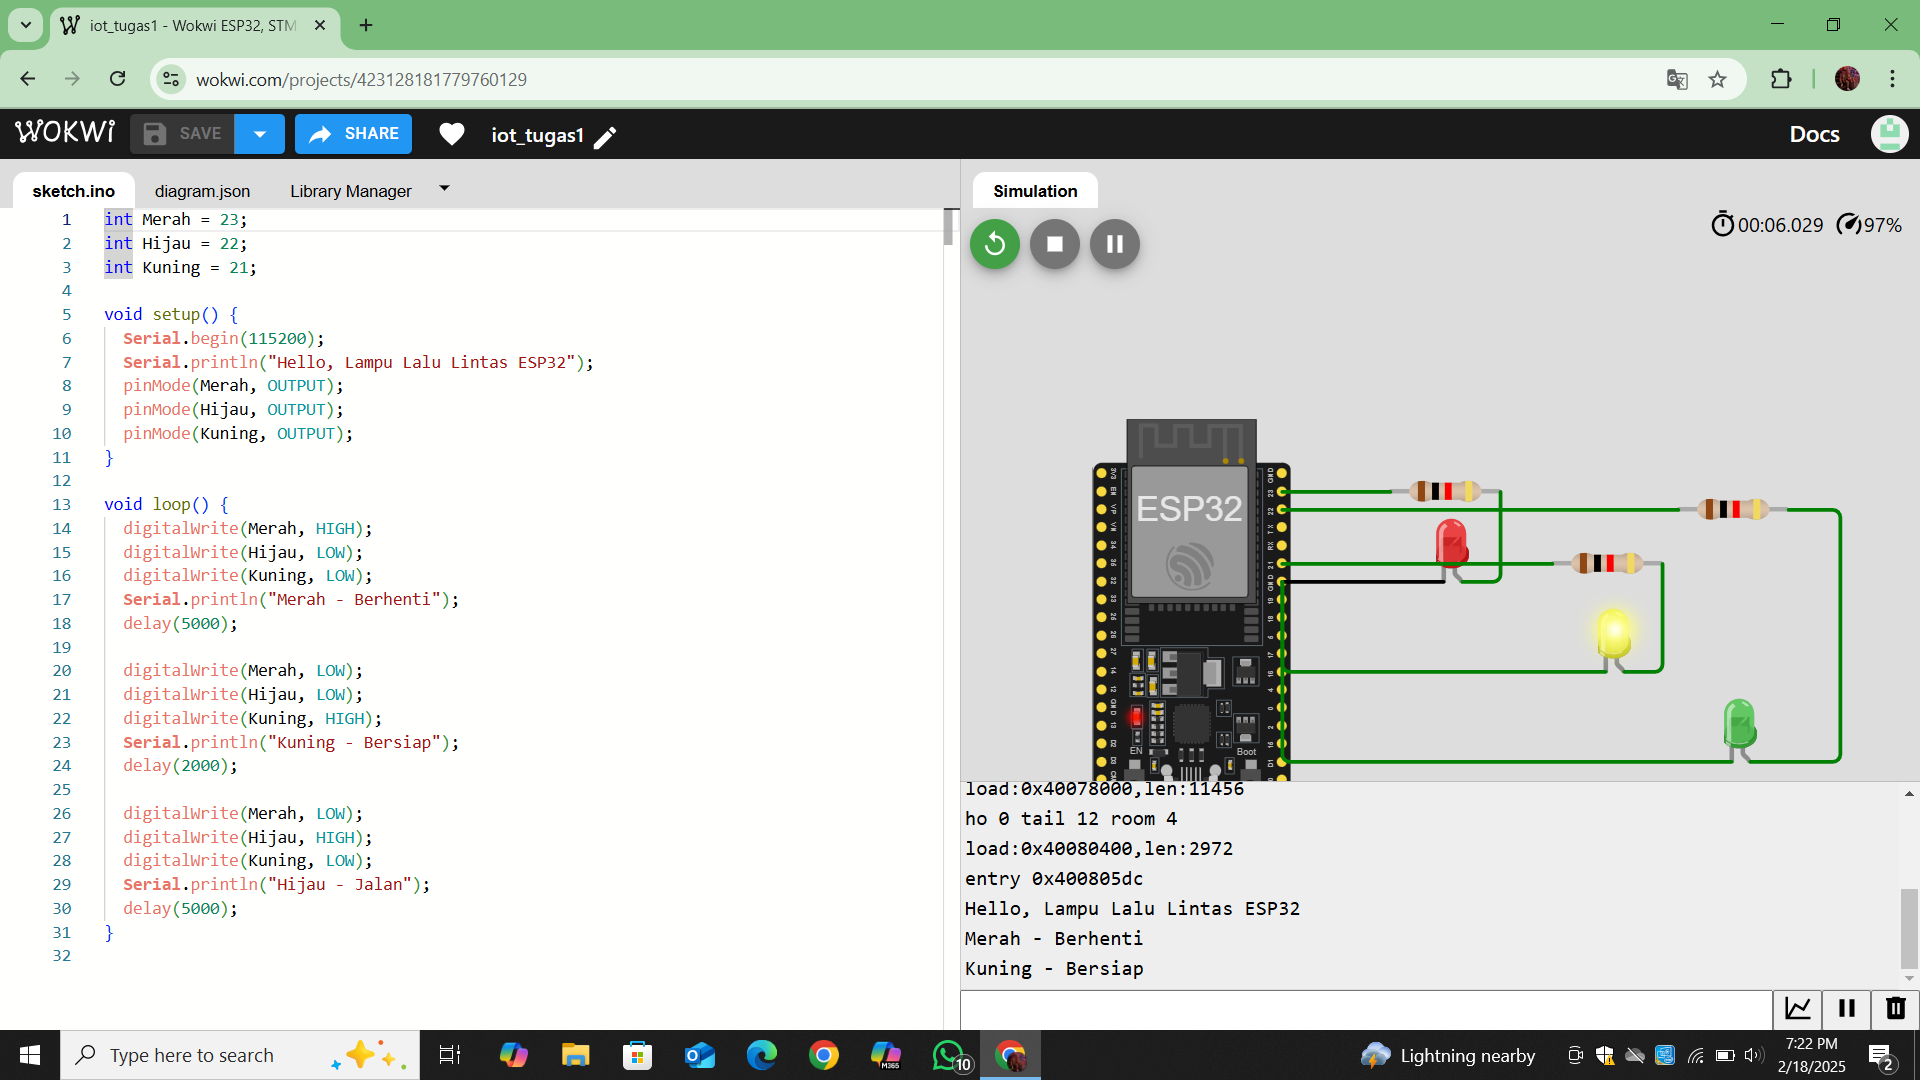 iot_tugas1 - Wokwi ESP32, STM
wokwi.com/projects/423128181779760129
WOKWi
SAVE
SHARE
iot_tugas1
Docs
sketch.ino
diagram.json
Library Manager
1 int Merah = 23;
2 int Hijau = 22;
3 int Kuning = 21;
4
5 void setup() {
6 Serial.begin(115200);
7 Serial.println("Hello, Lampu Lalu Lintas ESP32");
8 pinMode(Merah, OUTPUT);
9 pinMode(Hijau, OUTPUT);
10 pinMode(Kuning, OUTPUT);
11 }
12
13 void loop() {
14 digitalWrite(Merah, HIGH);
15 digitalWrite(Hijau, LOW);
16 digitalWrite(Kuning, LOW);
17 Serial.println("Merah - Berhenti");
18 delay(5000);
19
20 digitalWrite(Merah, LOW);
21 digitalWrite(Hijau, LOW);
22 digitalWrite(Kuning, HIGH);
23 Serial.println("Kuning - Bersiap");
24 delay(2000);
25
26 digitalWrite(Merah, LOW);
27 digitalWrite(Hijau, HIGH);
28 digitalWrite(Kuning, LOW);
29 Serial.println("Hijau - Jalan");
30 delay(5000);
31 }
32
Simulation
00:06.029
97%
ESP32
EN
Boot
load:0x40078000,len:11456
ho 0 tail 12 room 4
load:0x40080400,len:2972
entry 0x400805dc
Hello, Lampu Lalu Lintas ESP32
Merah - Berhenti
Kuning - Bersiap
Type here to search
M365
10
Lightning nearby
7:22 PM
2/18/2025
2